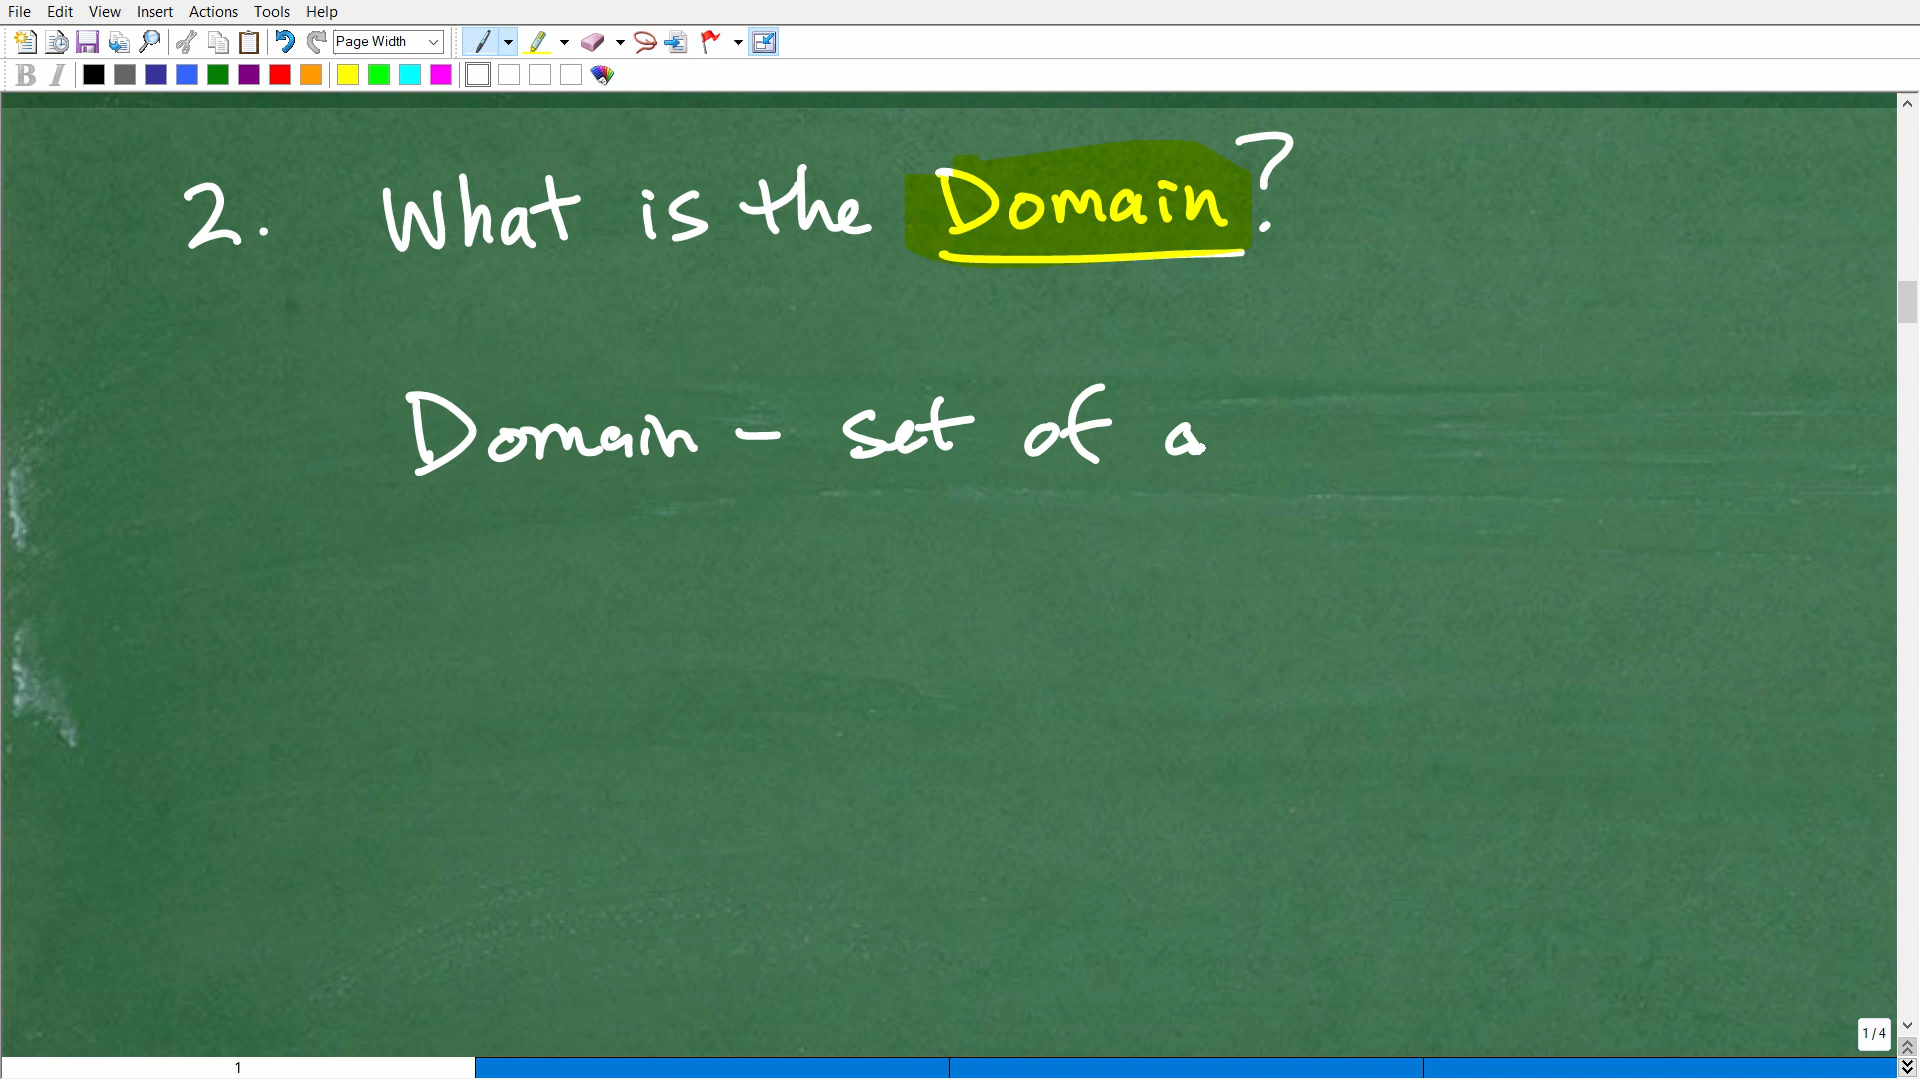 File Edit View Insert Actions Tools Help
Page Width
B I
2. What is the Domain?
Domain - set of a
1 / 4
1